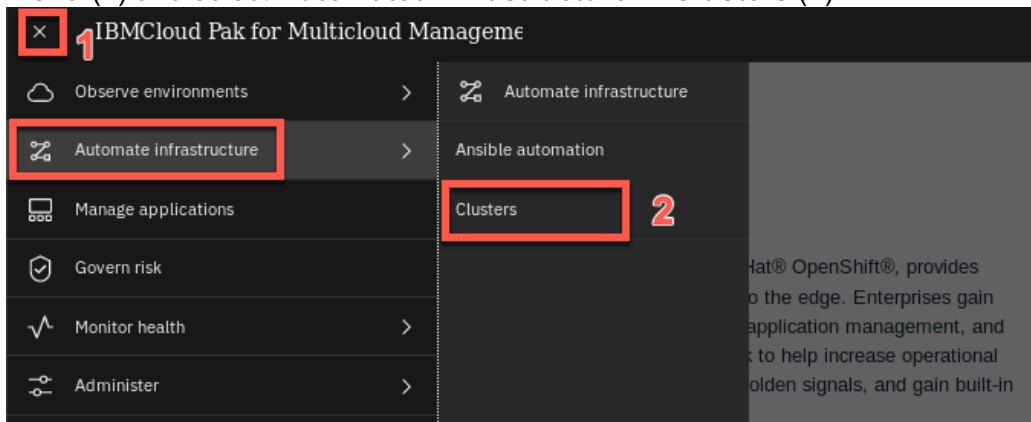 1 IBMCloud Pak for Multicloud Manageme
Observe environments
Automate infrastructure
Automate infrastructure
Ansible automation
Manage applications
Clusters 2
Govern risk
Hat® OpenShift®, provides
o the edge. Enterprises gain
Monitor health
application management, and
to help increase operational
Administer
olden signals, and gain built-in